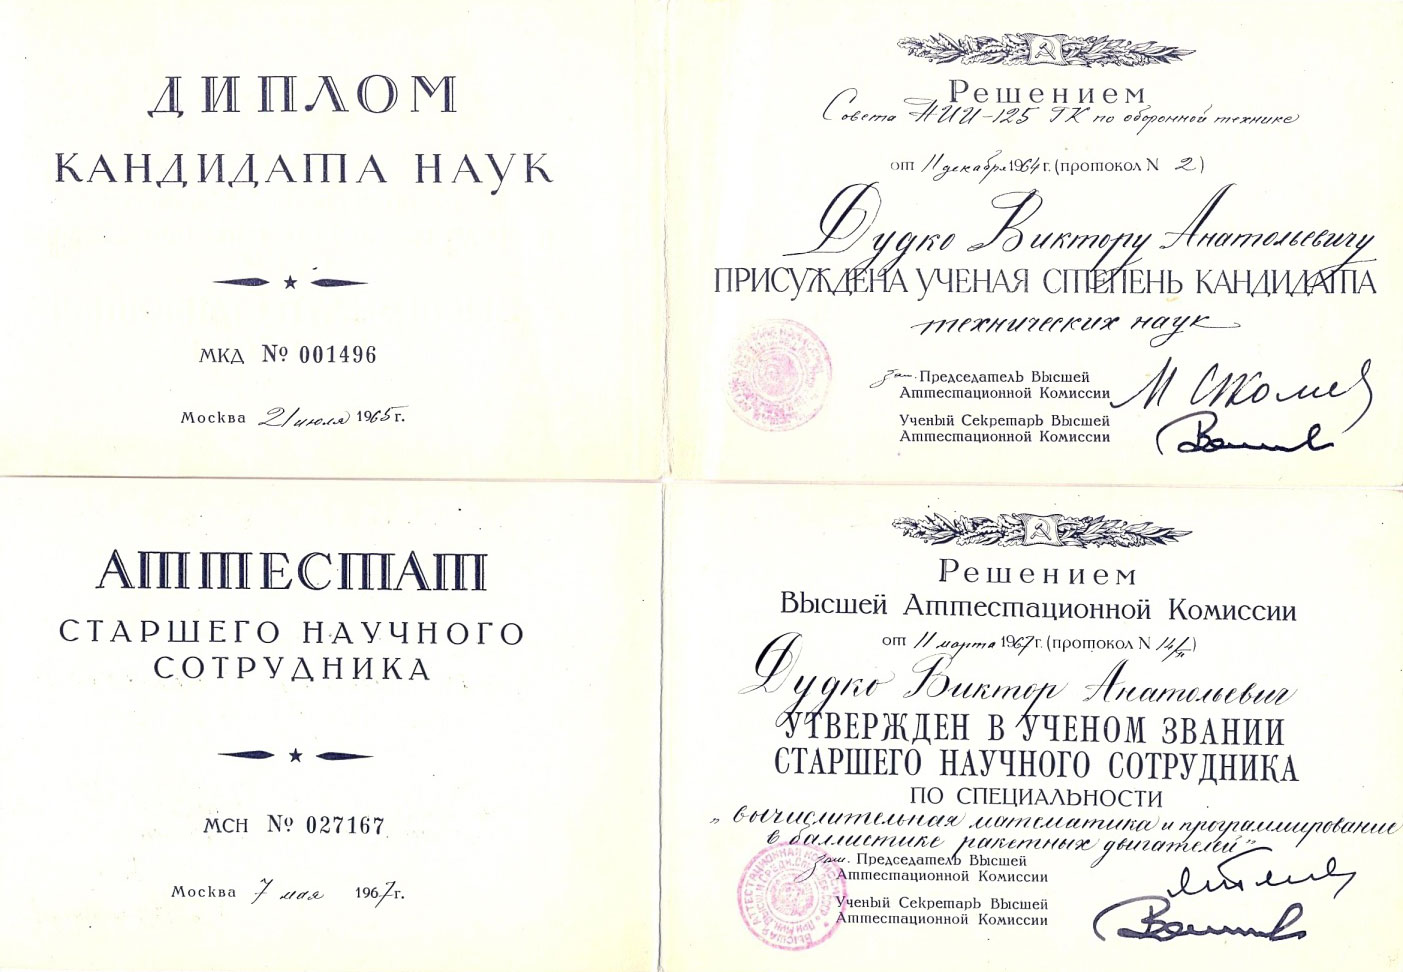 ДИПЛОМ
КАНДИДАТА НАУК
МКД № 001496
Москва 21 июля 1965 г.
Решением
Совета НИИ-125 ГК по оборонной технике
от 11 декабря 1964 г. (протокол N 2)
Дудко Виктору Анатольевичу
ПРИСУЖДЕНА УЧЕНАЯ СТЕПЕНЬ КАНДИДАТА
технических наук
зам. Председатель Высшей
Аттестационной Комиссии
Ученый Секретарь Высшей
Аттестационной Комиссии
АТТЕСТАТ
СТАРШЕГО НАУЧНОГО
СОТРУДНИКА
МСН № 027167
Москва 7 мая 1967 г.
Решением
Высшей Аттестационной Комиссии
от 11 марта 1967 г. (протокол N 14/п)
Дудко Виктор Анатольевич
УТВЕРЖДЕН В УЧЕНОМ ЗВАНИИ
СТАРШЕГО НАУЧНОГО СОТРУДНИКА
ПО СПЕЦИАЛЬНОСТИ
„вычислительная математика и программирование
в баллистике ракетных двигателей"
зам. Председатель Высшей
Аттестационной Комиссии
Ученый Секретарь Высшей
Аттестационной Комиссии